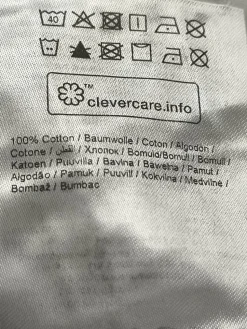 40
™
clevercare.info
100% Cotton / Baumwolle / Coton / Algodón /
Cotone / قطن / Хлопок / Bomuld/Bomull / Bomull /
Katoen / Puuvilla / Bavlna / Bawełna / Pamut /
Algodão / Pamuk / Puuvill / Kokvilna / Medvilnė /
Bombaž / Bumbac